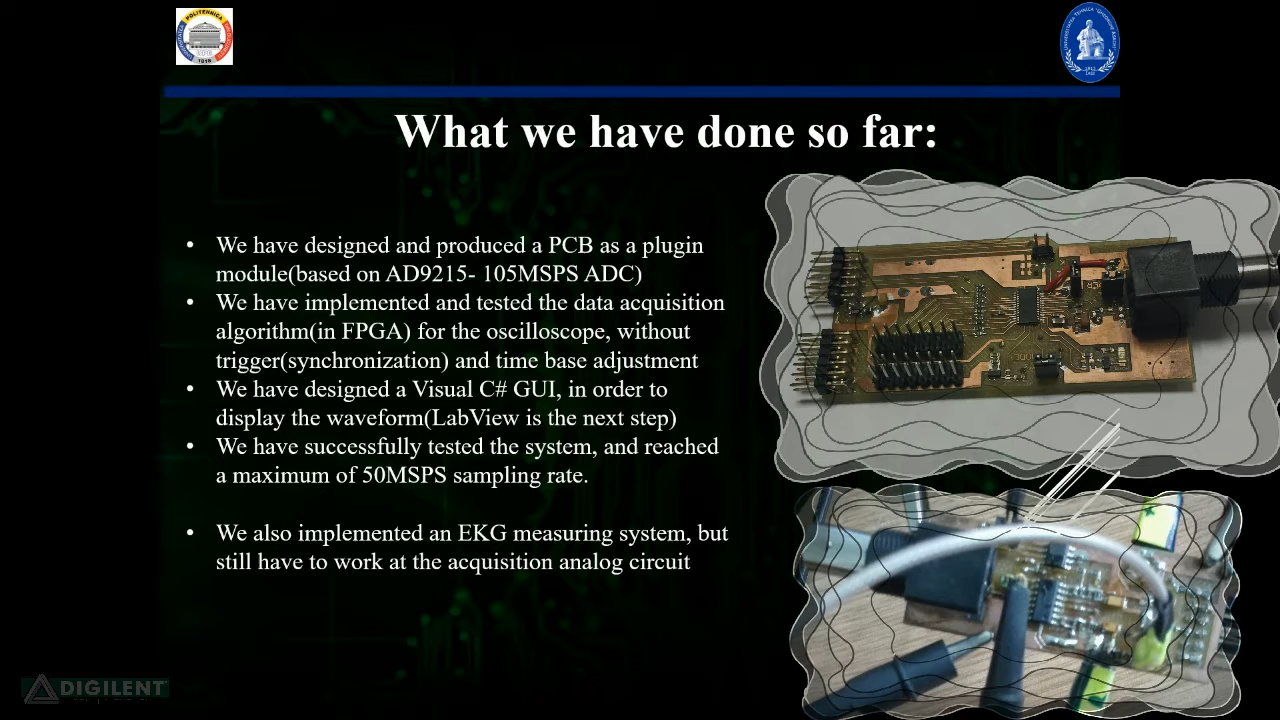 POLITEHNICA
1818
What we have done so far:
• We have designed and produced a PCB as a plugin
module(based on AD9215- 105MSPS ADC)
• We have implemented and tested the data acquisition
algorithm(in FPGA) for the oscilloscope, without
trigger(synchronization) and time base adjustment
• We have designed a Visual C# GUI, in order to
display the waveform(LabView is the next step)
• We have successfully tested the system, and reached
a maximum of 50MSPS sampling rate.
• We also implemented an EKG measuring system, but
still have to work at the acquisition analog circuit
DIGILENT